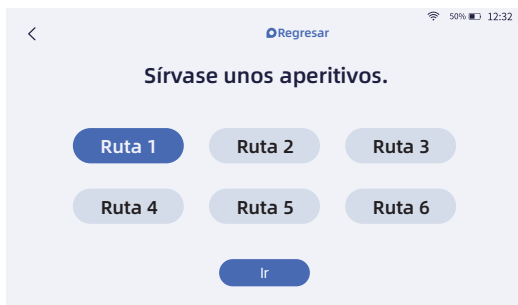 50% 12:32
Regresar
Sírvase unos aperitivos.
Ruta 1 Ruta 2 Ruta 3
Ruta 4 Ruta 5 Ruta 6
Ir